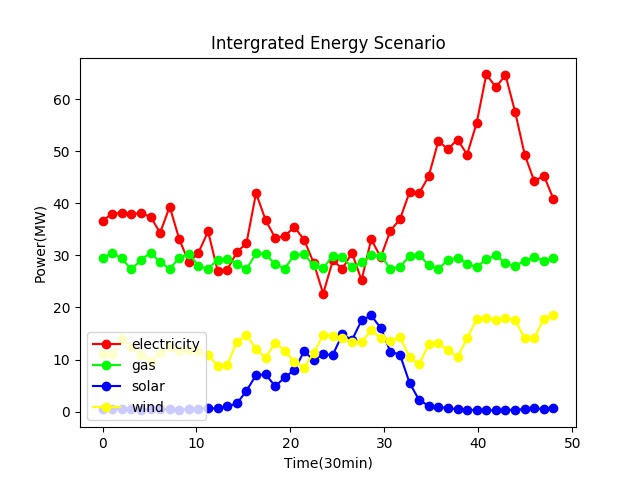 Intergrated Energy Scenario
Power(MW)
60
50
40
30
20
10
0
electricity
gas
solar
wind
0 10 20 30 40 50
Time(30min)